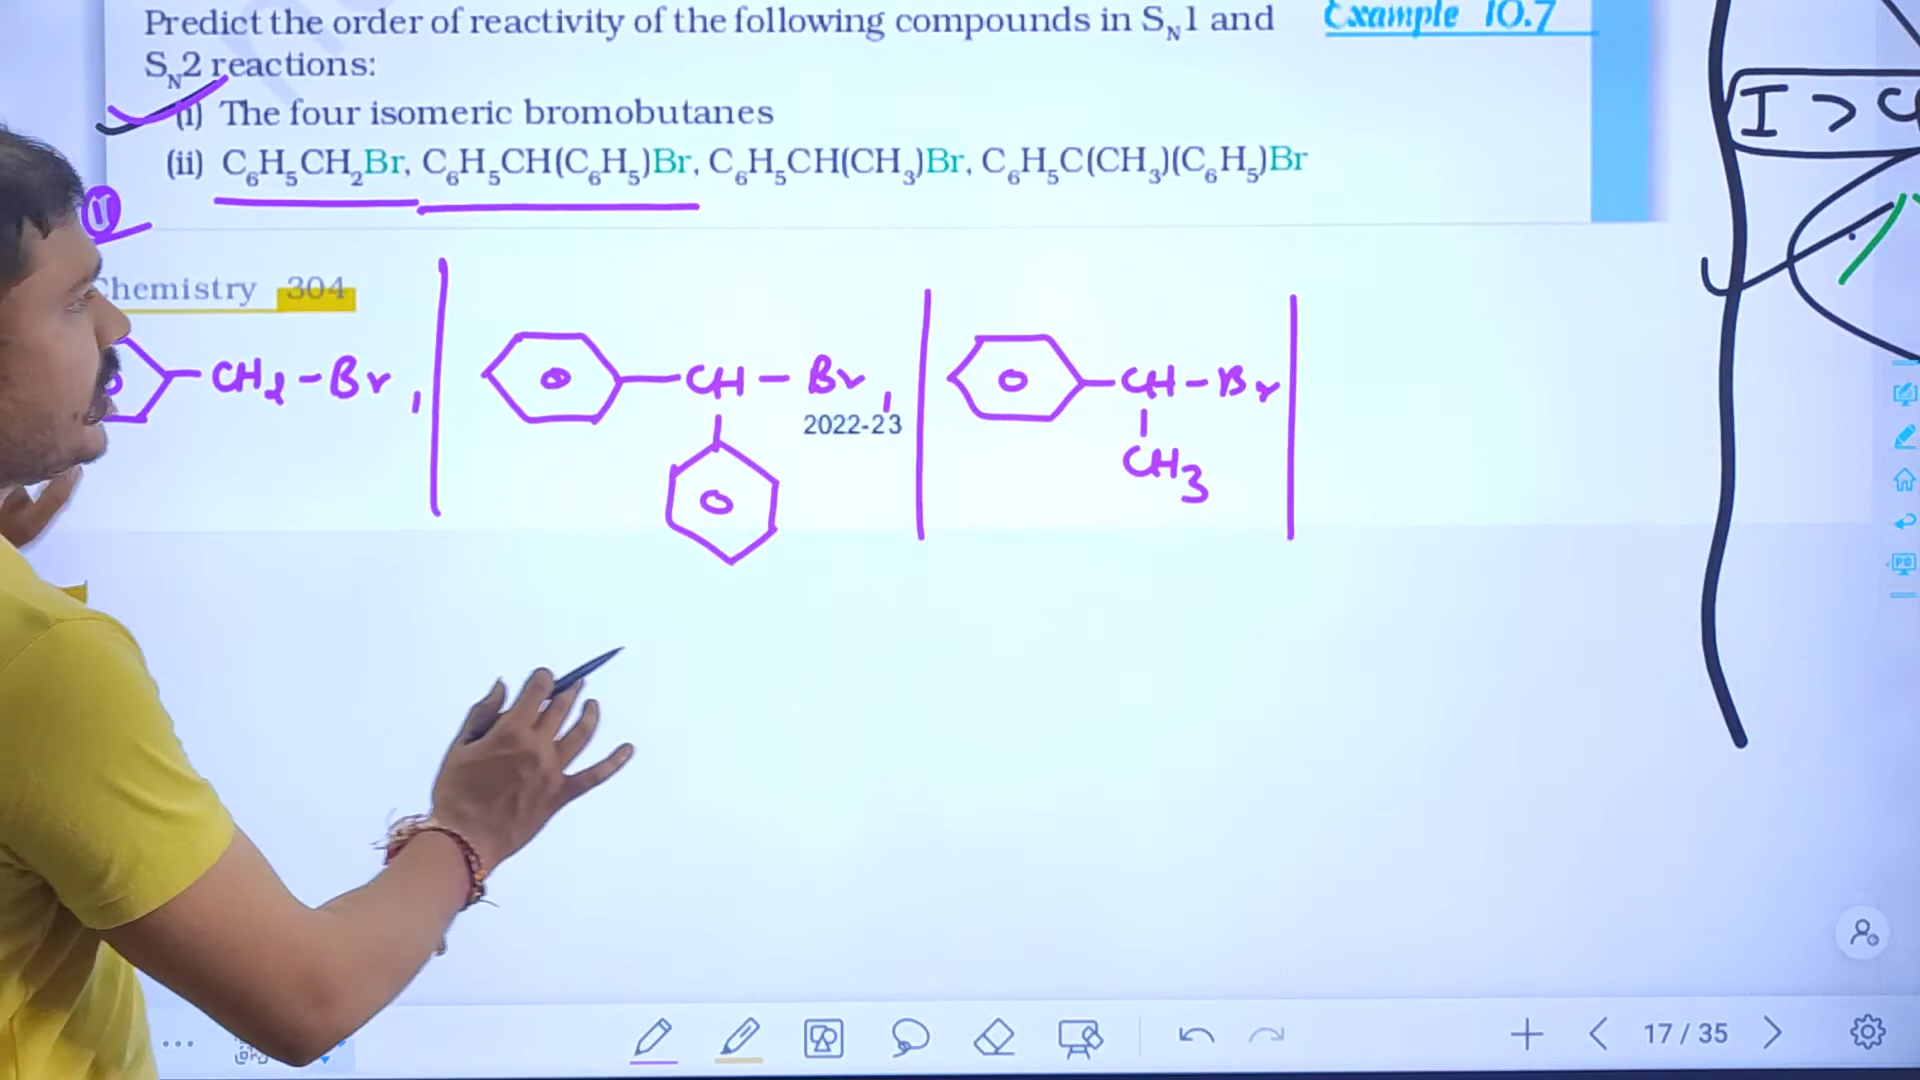 Predict the order of reactivity of the following compounds in S_N1 and
Example 10.7
S_N2 reactions:
(i) The four isomeric bromobutanes
(ii) C₆H₅CH₂Br, C₆H₅CH(C₆H₅)Br, C₆H₅CH(CH₃)Br, C₆H₅C(CH₃)(C₆H₅)Br
I >
Chemistry 304
CH₂-Br, CH-Br, CH-Br
2022-23
CH₃
17/35